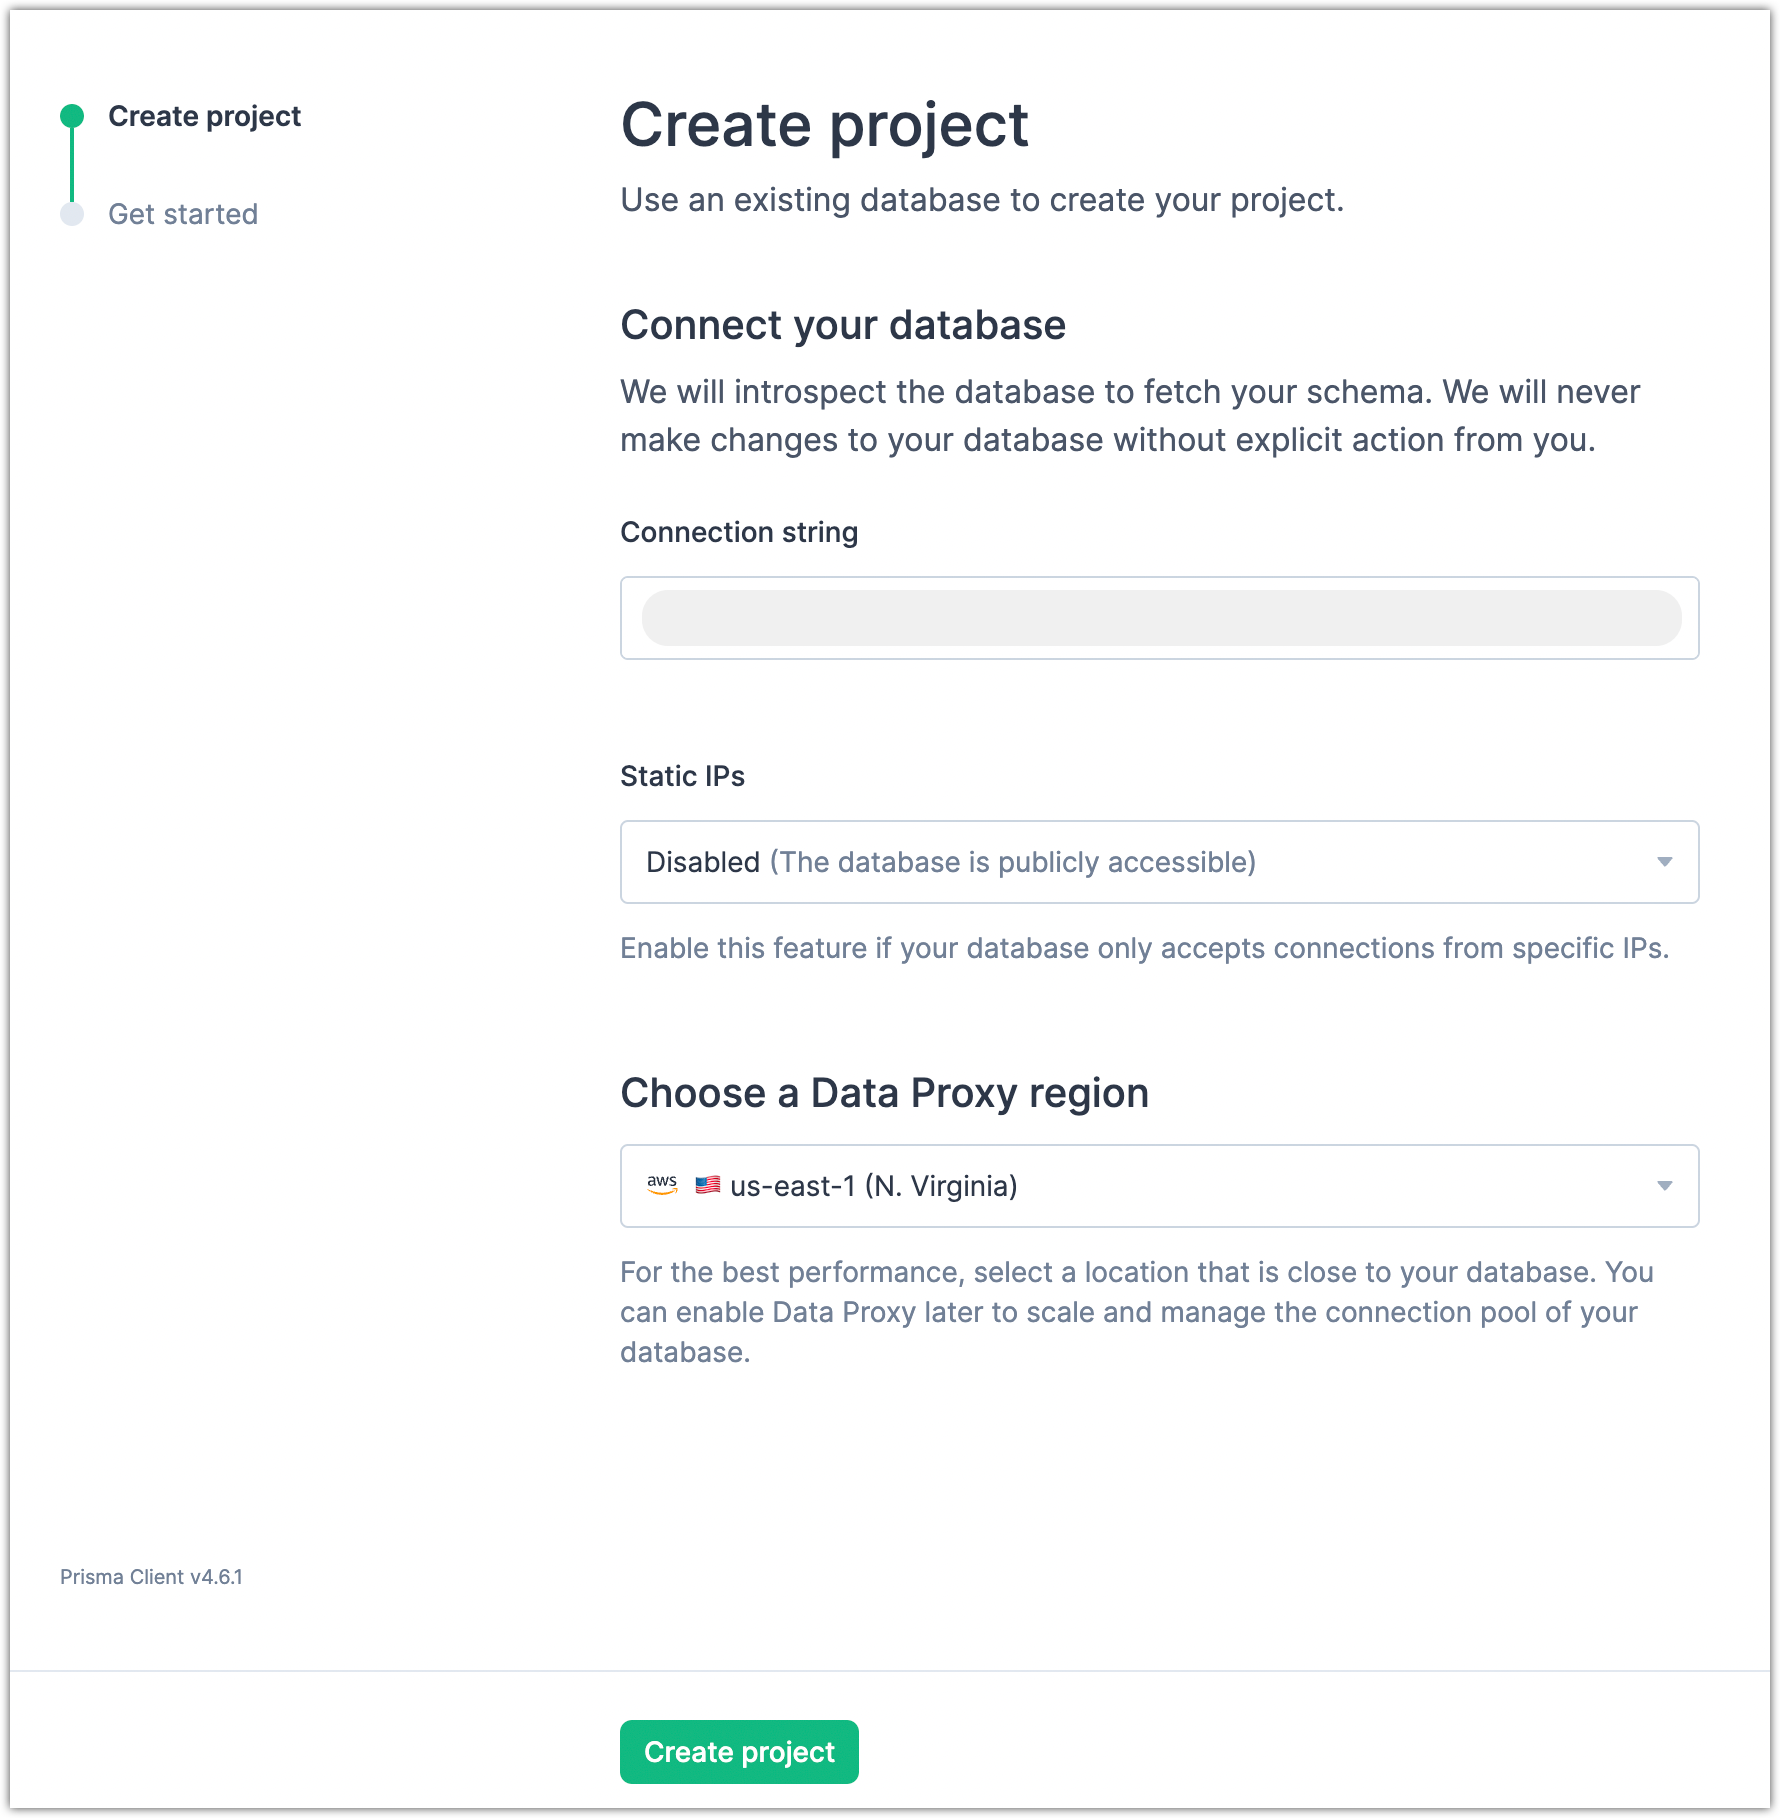 Create project
Get started
Create project
Use an existing database to create your project.
Connect your database
We will introspect the database to fetch your schema. We will never
make changes to your database without explicit action from you.
Connection string
Static IPs
Disabled (The database is publicly accessible)
Enable this feature if your database only accepts connections from specific IPs.
Choose a Data Proxy region
aws us-east-1 (N. Virginia)
For the best performance, select a location that is close to your database. You
can enable Data Proxy later to scale and manage the connection pool of your
database.
Prisma Client v4.6.1
Create project